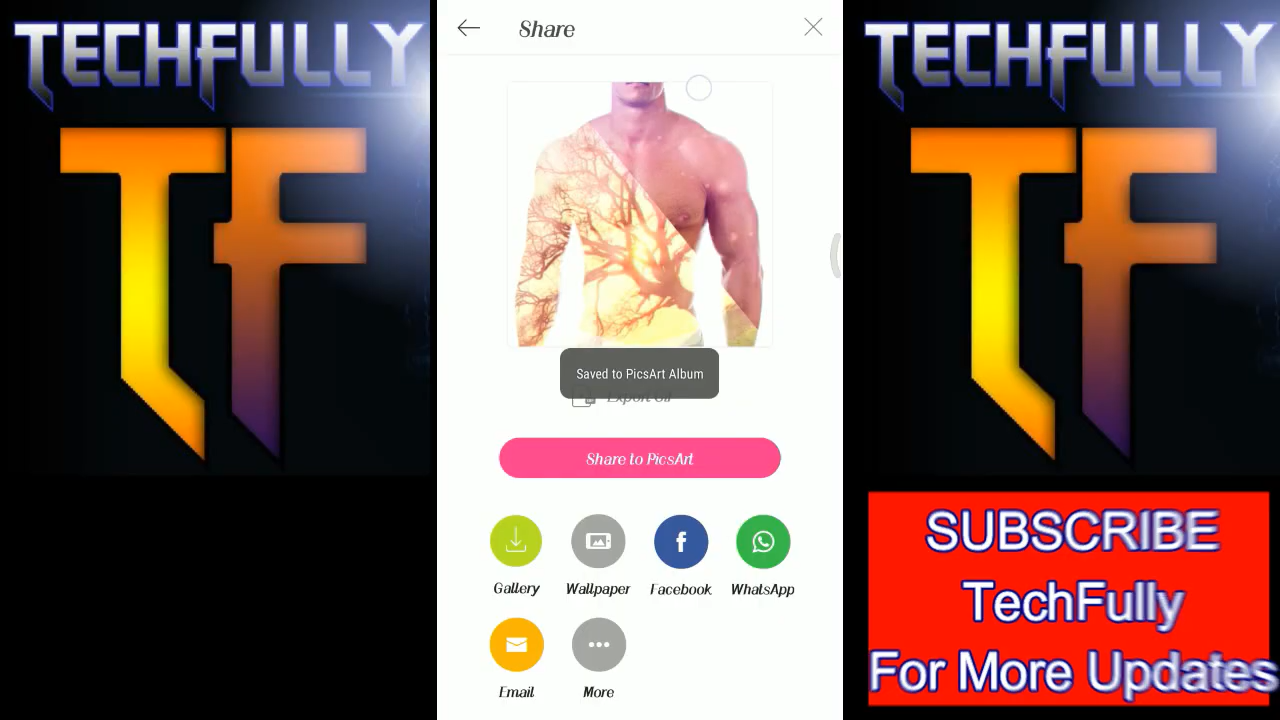 TECHFULLY
TF
Share
Saved to PicsArt Album
Share to PicsArt
Gallery
Wallpaper
Facebook
WhatsApp
Email
More
TECHFULLY
TF
SUBSCRIBE
TechFully
For More Updates